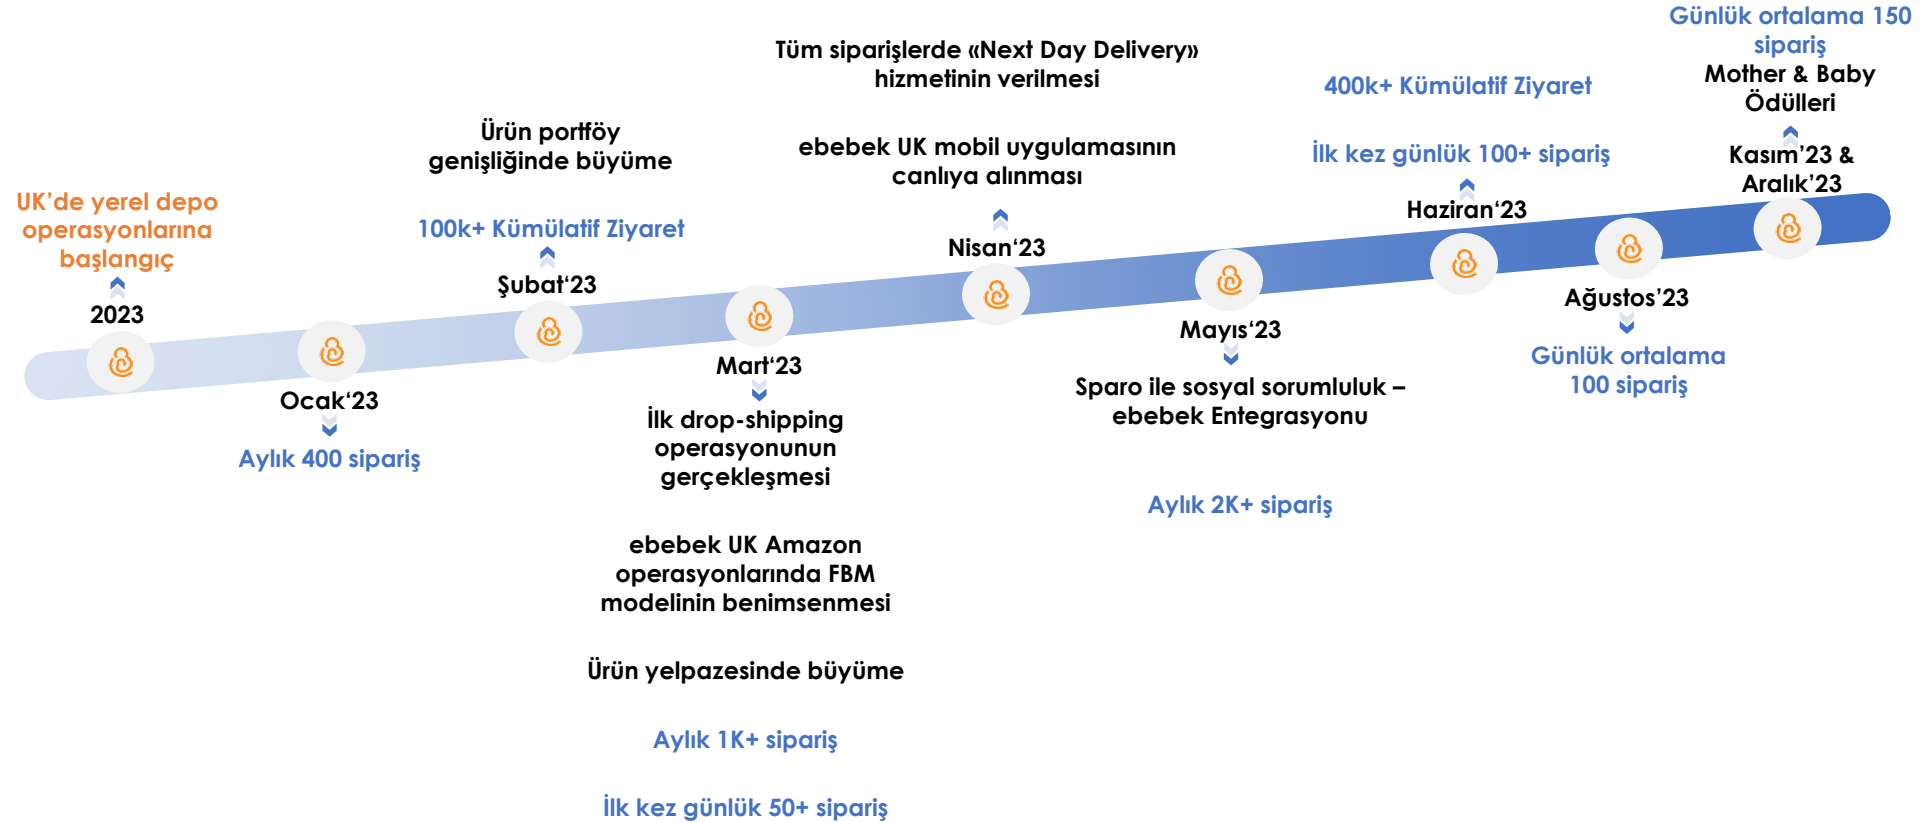 UK’de yerel depo
operasyonlarına
başlangıç
2023
Ocak‘23
Aylık 400 sipariş
Ürün portföy
genişliğinde büyüme
100k+ Kümülatif Ziyaret
Şubat‘23
Mart‘23
İlk drop-shipping
operasyonunun
gerçekleşmesi
ebebek UK Amazon
operasyonlarında FBM
modelinin benimsenmesi
Ürün yelpazesinde büyüme
Aylık 1K+ sipariş
İlk kez günlük 50+ sipariş
Tüm siparişlerde «Next Day Delivery»
hizmetinin verilmesi
ebebek UK mobil uygulamasının
canlıya alınması
Nisan‘23
Mayıs‘23
Sparo ile sosyal sorumluluk –
ebebek Entegrasyonu
Aylık 2K+ sipariş
400k+ Kümülatif Ziyaret
İlk kez günlük 100+ sipariş
Haziran‘23
Ağustos’23
Günlük ortalama
100 sipariş
Günlük ortalama 150
sipariş
Mother & Baby
Ödülleri
Kasım’23 &
Aralık’23